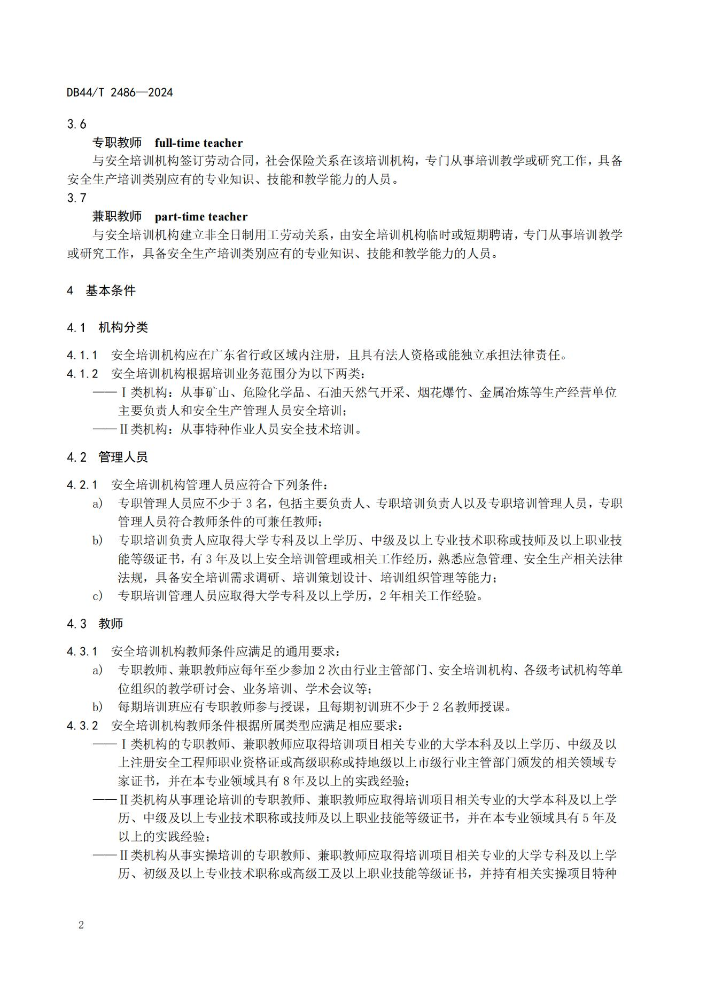 DB44/T 2486—2024
3.6
专职教师 full-time teacher
与安全培训机构签订劳动合同，社会保险关系在该培训机构，专门从事培训教学或研究工作，具备
安全生产培训类别应有的专业知识、技能和教学能力的人员。
3.7
兼职教师 part-time teacher
与安全培训机构建立非全日制用工劳动关系，由安全培训机构临时或短期聘请，专门从事培训教学
或研究工作，具备安全生产培训类别应有的专业知识、技能和教学能力的人员。
4 基本条件
4.1 机构分类
4.1.1 安全培训机构应在广东省行政区域内注册，且具有法人资格或能独立承担法律责任。
4.1.2 安全培训机构根据培训业务范围分为以下两类：
——Ⅰ类机构：从事矿山、危险化学品、石油天然气开采、烟花爆竹、金属冶炼等生产经营单位
主要负责人和安全生产管理人员安全培训；
——Ⅱ类机构：从事特种作业人员安全技术培训。
4.2 管理人员
4.2.1 安全培训机构管理人员应符合下列条件：
a) 专职管理人员应不少于 3 名，包括主要负责人、专职培训负责人以及专职培训管理人员，专职
管理人员符合教师条件的可兼任教师；
b) 专职培训负责人应取得大学专科及以上学历、中级及以上专业技术职称或技师及以上职业技
能等级证书，有 3 年及以上安全培训管理或相关工作经历，熟悉应急管理、安全生产相关法律
法规，具备安全培训需求调研、培训策划设计、培训组织管理等能力；
c) 专职培训管理人员应取得大学专科及以上学历，2 年相关工作经验。
4.3 教师
4.3.1 安全培训机构教师条件应满足的通用要求：
a) 专职教师、兼职教师应每年至少参加 2 次由行业主管部门、安全培训机构、各级考试机构等单
位组织的教学研讨会、业务培训、学术会议等；
b) 每期培训班应有专职教师参与授课，且每期初训班不少于 2 名教师授课。
4.3.2 安全培训机构教师条件根据所属类型应满足相应要求：
——Ⅰ类机构的专职教师、兼职教师应取得培训项目相关专业的大学本科及以上学历、中级及以
上注册安全工程师职业资格证或高级职称或持地级以上市级行业主管部门颁发的相关领域专
家证书，并在本专业领域具有 8 年及以上的实践经验；
——Ⅱ类机构从事理论培训的专职教师、兼职教师应取得培训项目相关专业的大学本科及以上学
历、中级及以上专业技术职称或技师及以上职业技能等级证书，并在本专业领域具有 5 年及
以上的实践经验；
——Ⅱ类机构从事实操培训的专职教师、兼职教师应取得培训项目相关专业的大学专科及以上学
历、初级及以上专业技术职称或高级工及以上职业技能等级证书，并持有相关实操项目特种
2